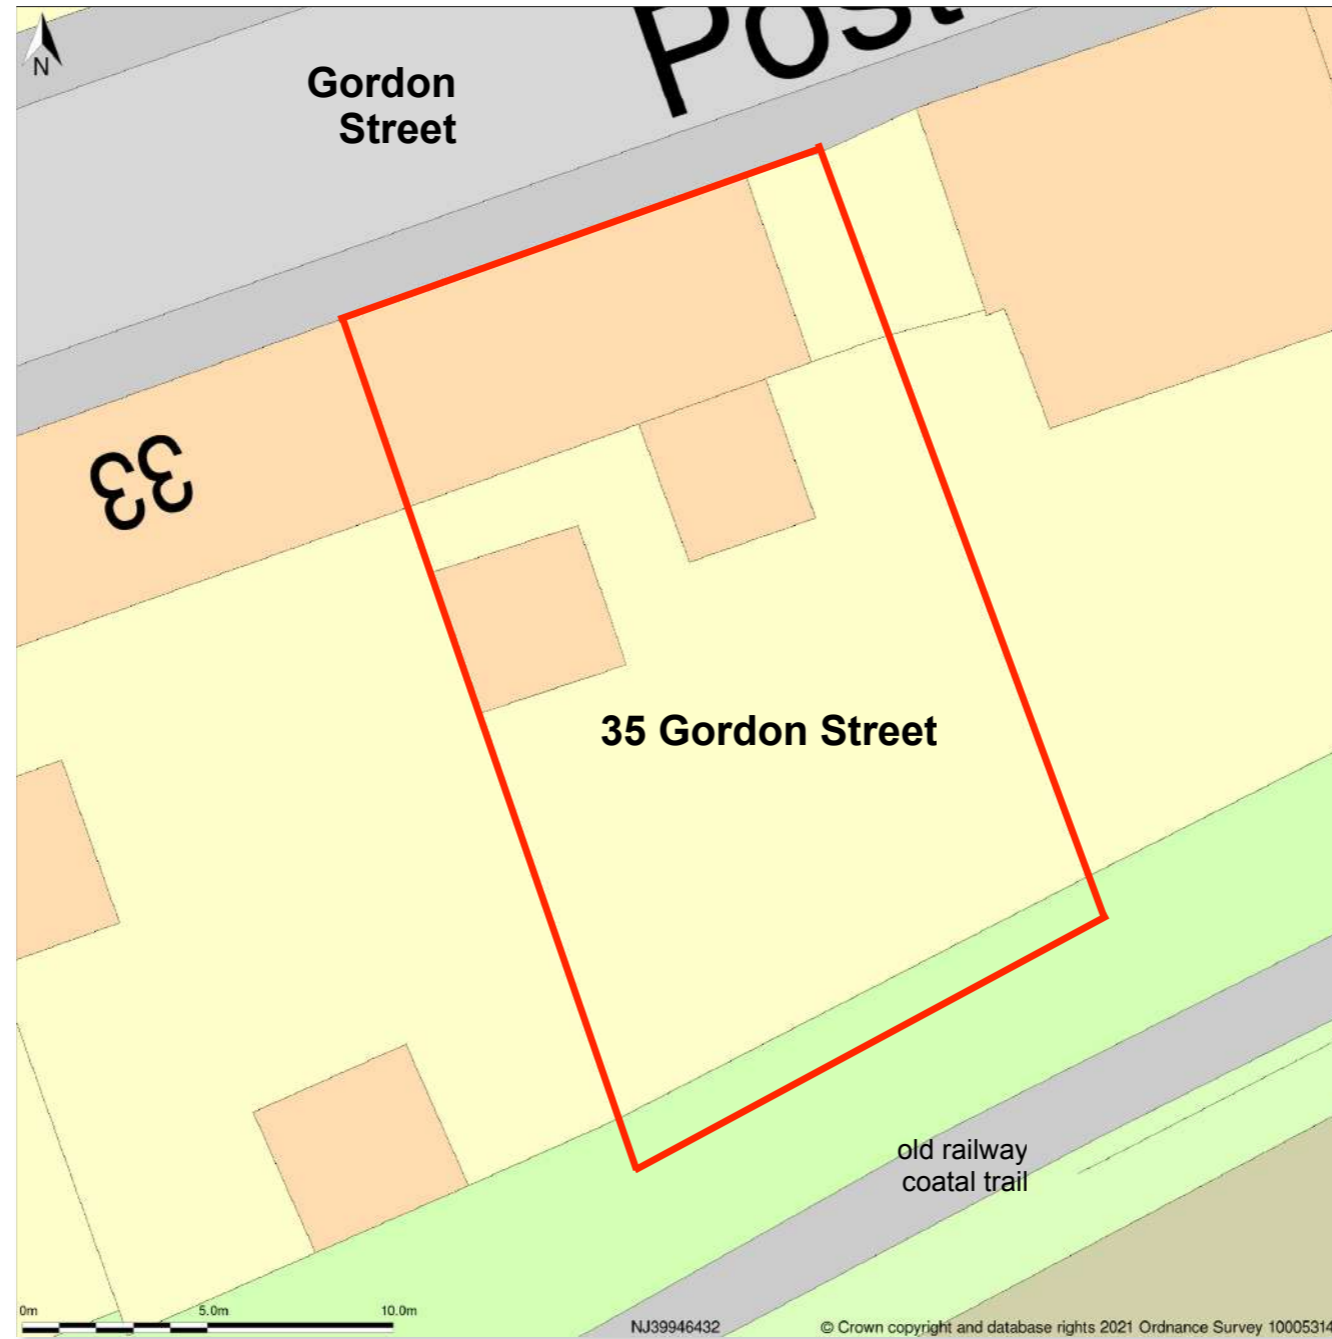 N
Gordon
Street
Post
33
35 Gordon Street
old railway
coatal trail
0m 5.0m 10.0m
NJ39946432
© Crown copyright and database rights 2021 Ordnance Survey 10005314